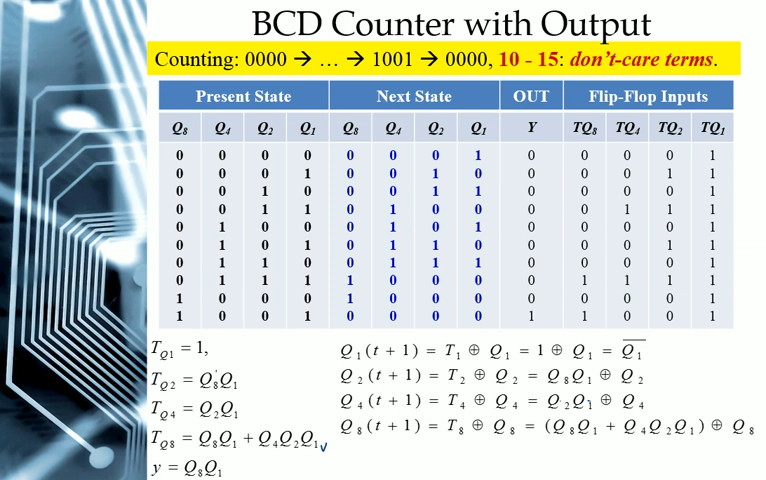 BCD Counter with Output
Counting: 0000 → … → 1001 → 0000, 10 - 15: don't-care terms.
Present State Next State OUT Flip-Flop Inputs
Q8 Q4 Q2 Q1 Q8 Q4 Q2 Q1 Y TQ8 TQ4 TQ2 TQ1
0 0 0 0 0 0 0 1 0 0 0 0 1
0 0 0 1 0 0 1 0 0 0 0 1 1
0 0 1 0 0 0 1 1 0 0 0 0 1
0 0 1 1 0 1 0 0 0 0 1 1 1
0 1 0 0 0 1 0 1 0 0 0 0 1
0 1 0 1 0 1 1 0 0 0 0 1 1
0 1 1 0 0 1 1 1 0 0 0 0 1
0 1 1 1 1 0 0 0 0 1 1 1 1
1 0 0 0 1 0 0 0 0 0 0 0 1
1 0 0 1 0 0 0 0 1 1 0 0 1
TQ1 = 1,
TQ2 = Q8'Q1
TQ4 = Q2Q1
TQ8 = Q8Q1 + Q4Q2Q1
y = Q8Q1
Q1(t + 1) = T1 ⊕ Q1 = 1 ⊕ Q1 = Q̅1
Q2(t + 1) = T2 ⊕ Q2 = Q8Q1 ⊕ Q2
Q4(t + 1) = T4 ⊕ Q4 = Q2Q1 ⊕ Q4
Q8(t + 1) = T8 ⊕ Q8 = (Q8Q1 + Q4Q2Q1) ⊕ Q8